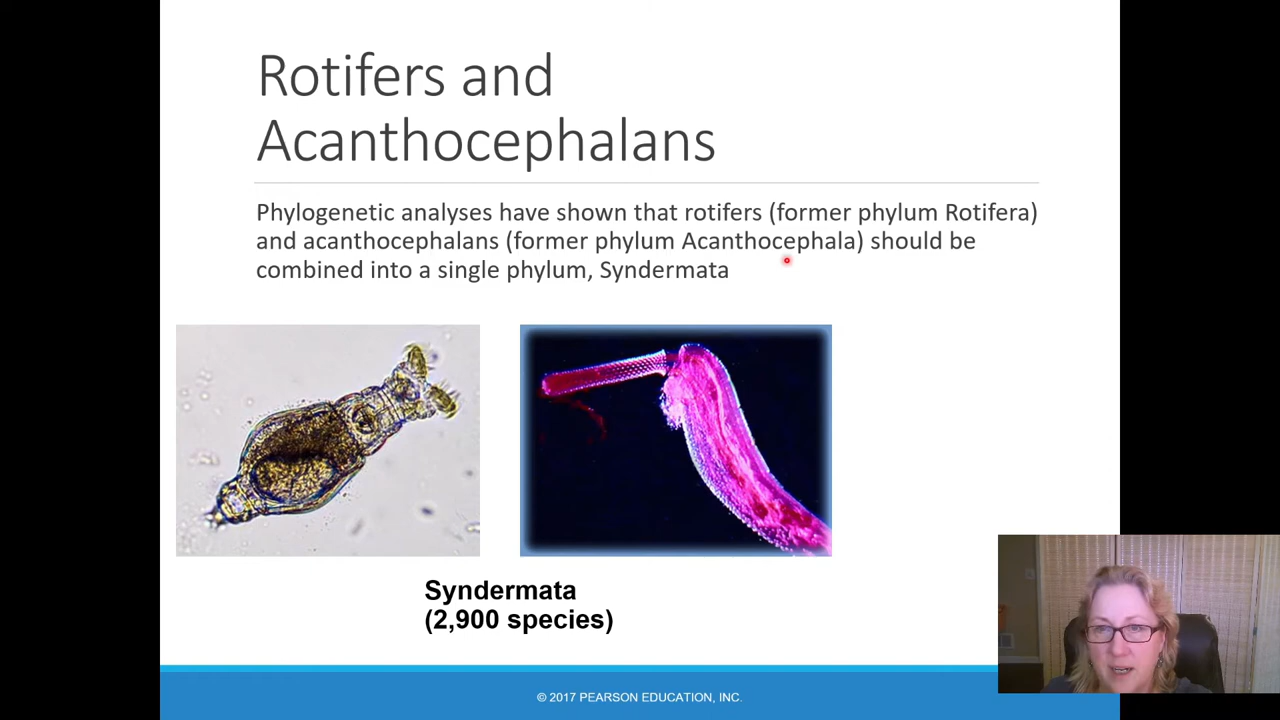 Rotifers and
Acanthocephalans
Phylogenetic analyses have shown that rotifers (former phylum Rotifera)
and acanthocephalans (former phylum Acanthocephala) should be
combined into a single phylum, Syndermata
Syndermata
(2,900 species)
© 2017 PEARSON EDUCATION, INC.